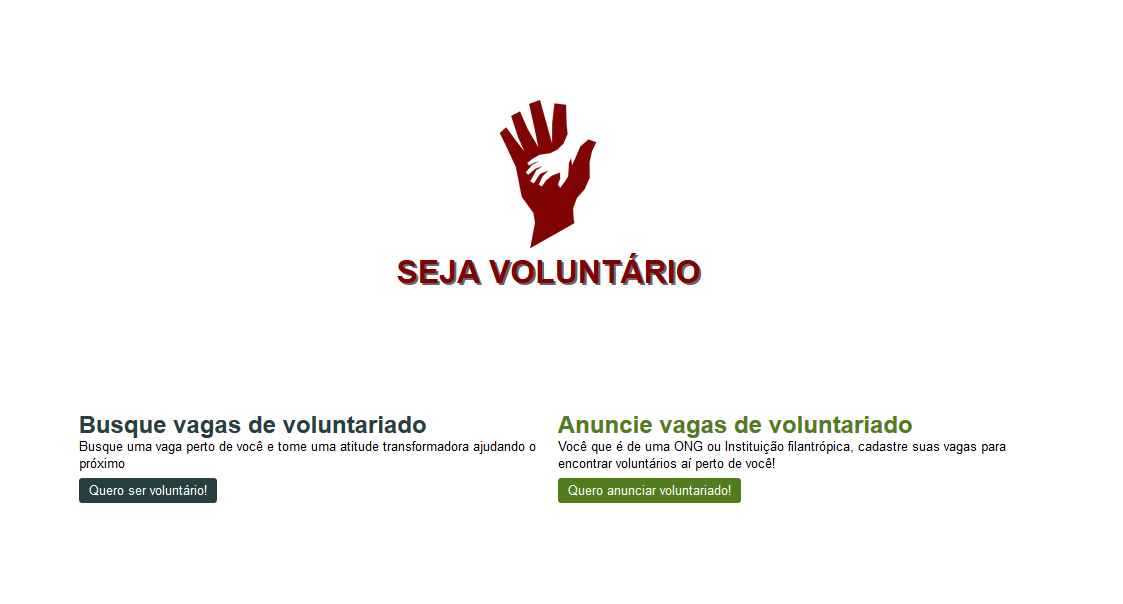 SEJA VOLUNTÁRIO
Busque vagas de voluntariado
Busque uma vaga perto de você e tome uma atitude transformadora ajudando o
próximo
Quero ser voluntário!
Anuncie vagas de voluntariado
Você que é de uma ONG ou Instituição filantrópica, cadastre suas vagas para
encontrar voluntários aí perto de você!
Quero anunciar voluntariado!